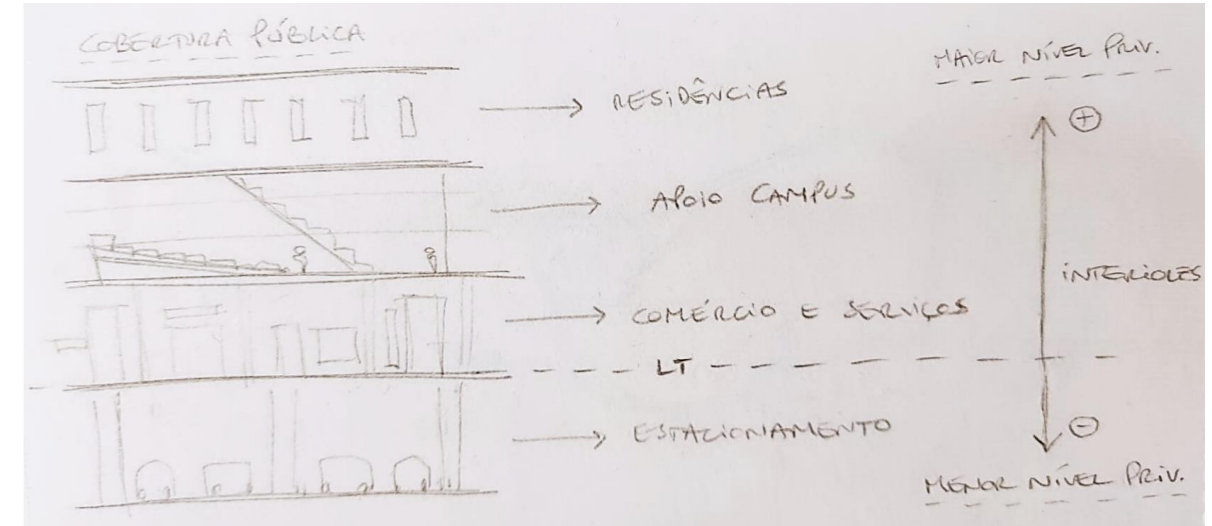 COBERTURA PÚBLICA
MAIOR NÍVEL PRIV.
RESIDÊNCIAS
+
APOIO CAMPUS
INTERIORES
COMÉRCIO E SERVIÇOS
LT
ESTACIONAMENTO
-
MENOR NÍVEL PRIV.